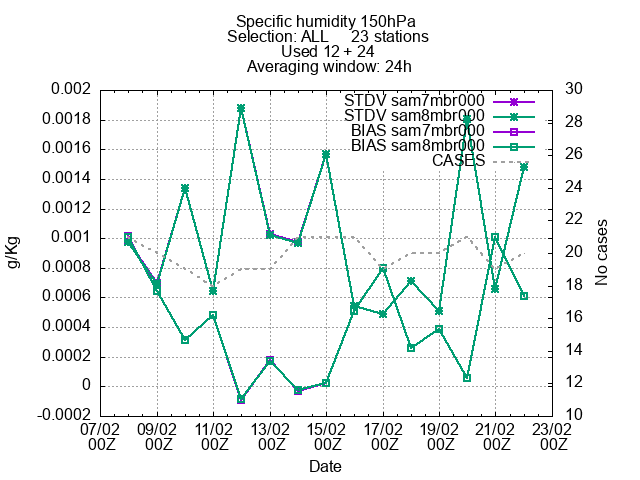 Specific humidity 150hPa
Selection: ALL 23 stations
Used 12 + 24
Averaging window: 24h
STDV sam7mbr000
STDV sam8mbr000
BIAS sam7mbr000
BIAS sam8mbr000
CASES
g/Kg
0.002
0.0018
0.0016
0.0014
0.0012
0.001
0.0008
0.0006
0.0004
0.0002
0
-0.0002
30
28
26
24
22
20
18
16
14
12
10
No cases
07/02 09/02 11/02 13/02 15/02 17/02 19/02 21/02 23/02
00Z 00Z 00Z 00Z 00Z 00Z 00Z 00Z 00Z
Date